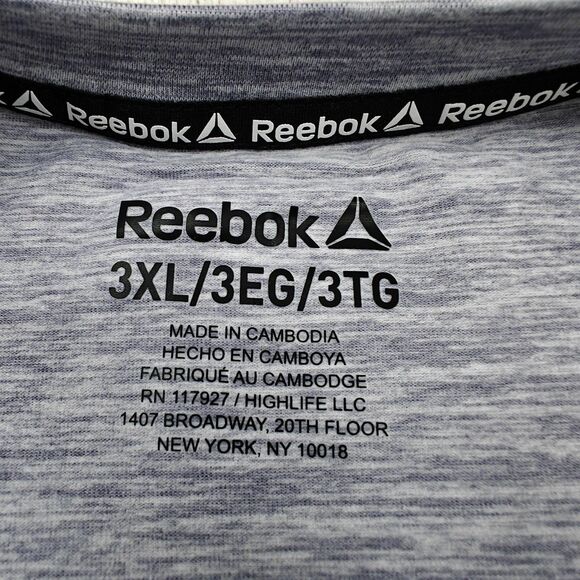 Reebok Reebok Reebok
Reebok
3XL/3EG/3TG
MADE IN CAMBODIA
HECHO EN CAMBOYA
FABRIQUÉ AU CAMBODGE
RN 117927 / HIGHLIFE LLC
1407 BROADWAY, 20TH FLOOR
NEW YORK, NY 10018